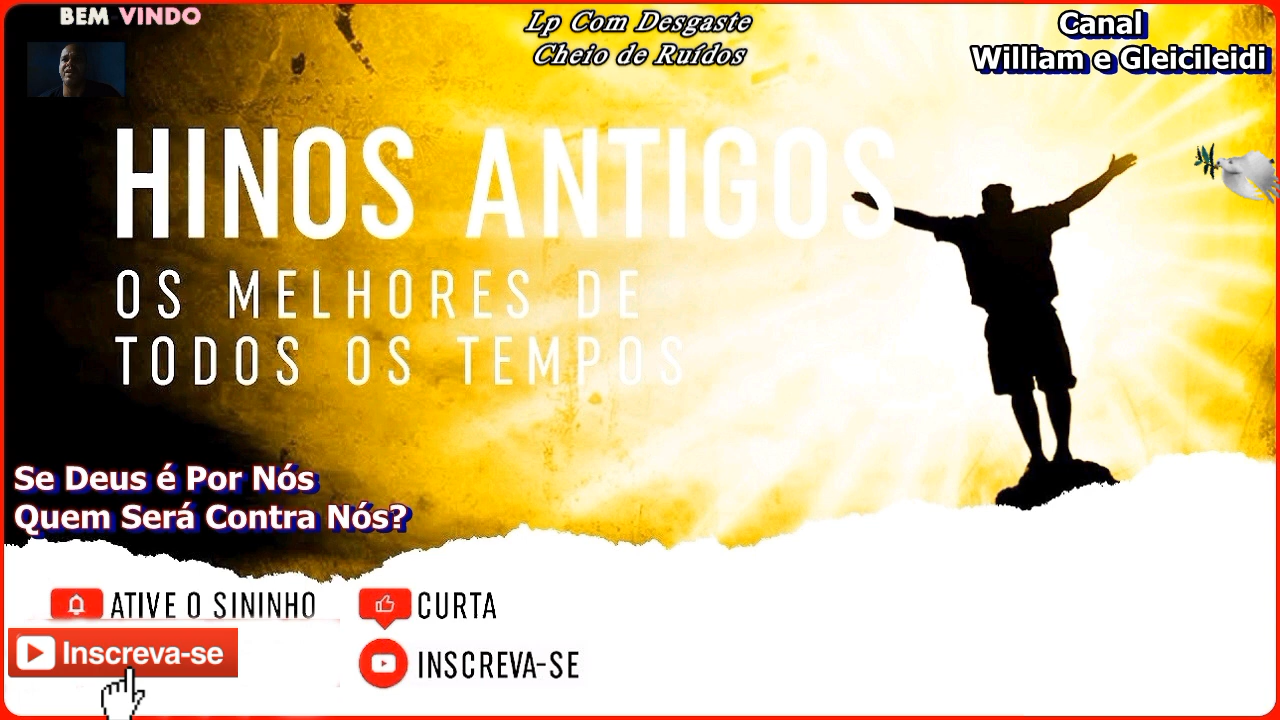 BEM VINDO
Lp Com Desgaste
Cheio de Ruídos
Canal
William e Gleicileidi
HINOS ANTIGOS
OS MELHORES DE
TODOS OS TEMPOS
Se Deus é Por Nós
Quem Será Contra Nós?
ATIVE O SININHO
CURTA
Inscreva-se
INSCREVA-SE